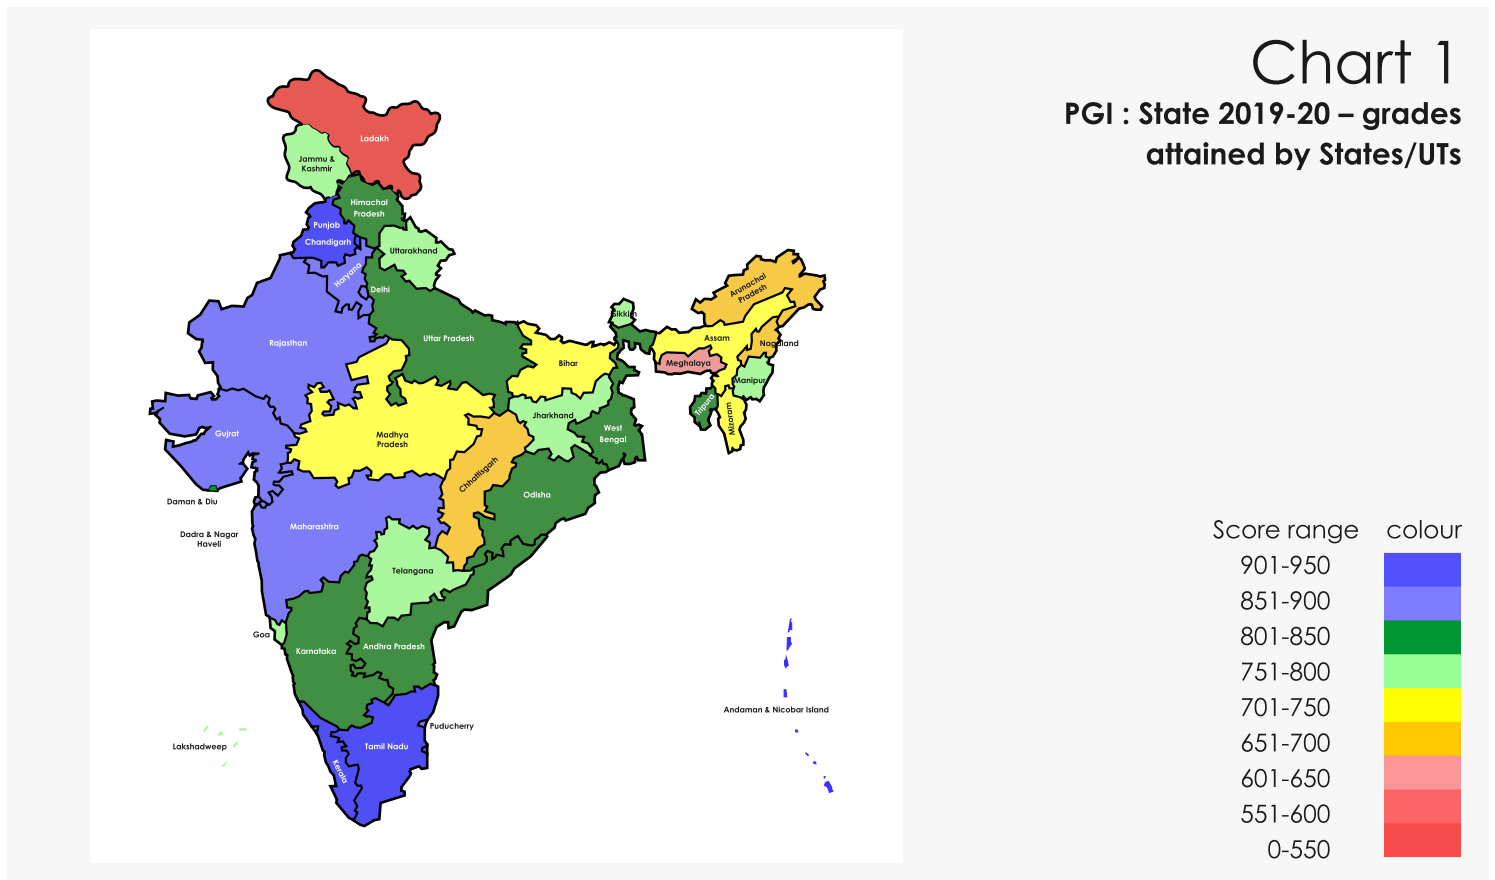 Chart 1
PGI : State 2019-20 – grades
attained by States/UTs
Ladakh
Jammu &
Kashmir
Himachal
Pradesh
Punjab
Chandigarh
Uttarakhand
Haryana
Delhi
Rajasthan
Uttar Pradesh
Sikkim
Arunachal
Pradesh
Assam
Nagaland
Bihar
Meghalaya
Manipur
Tripura
Mizoram
Gujrat
Madhya
Pradesh
Jharkhand
West
Bengal
Chhattisgarh
Odisha
Daman & Diu
Dadra & Nagar
Haveli
Maharashtra
Telangana
Goa
Karnataka
Andhra Pradesh
Puducherry
Lakshadweep
Tamil Nadu
Kerala
Andaman & Nicobar Island
Score range colour
901-950
851-900
801-850
751-800
701-750
651-700
601-650
551-600
0-550